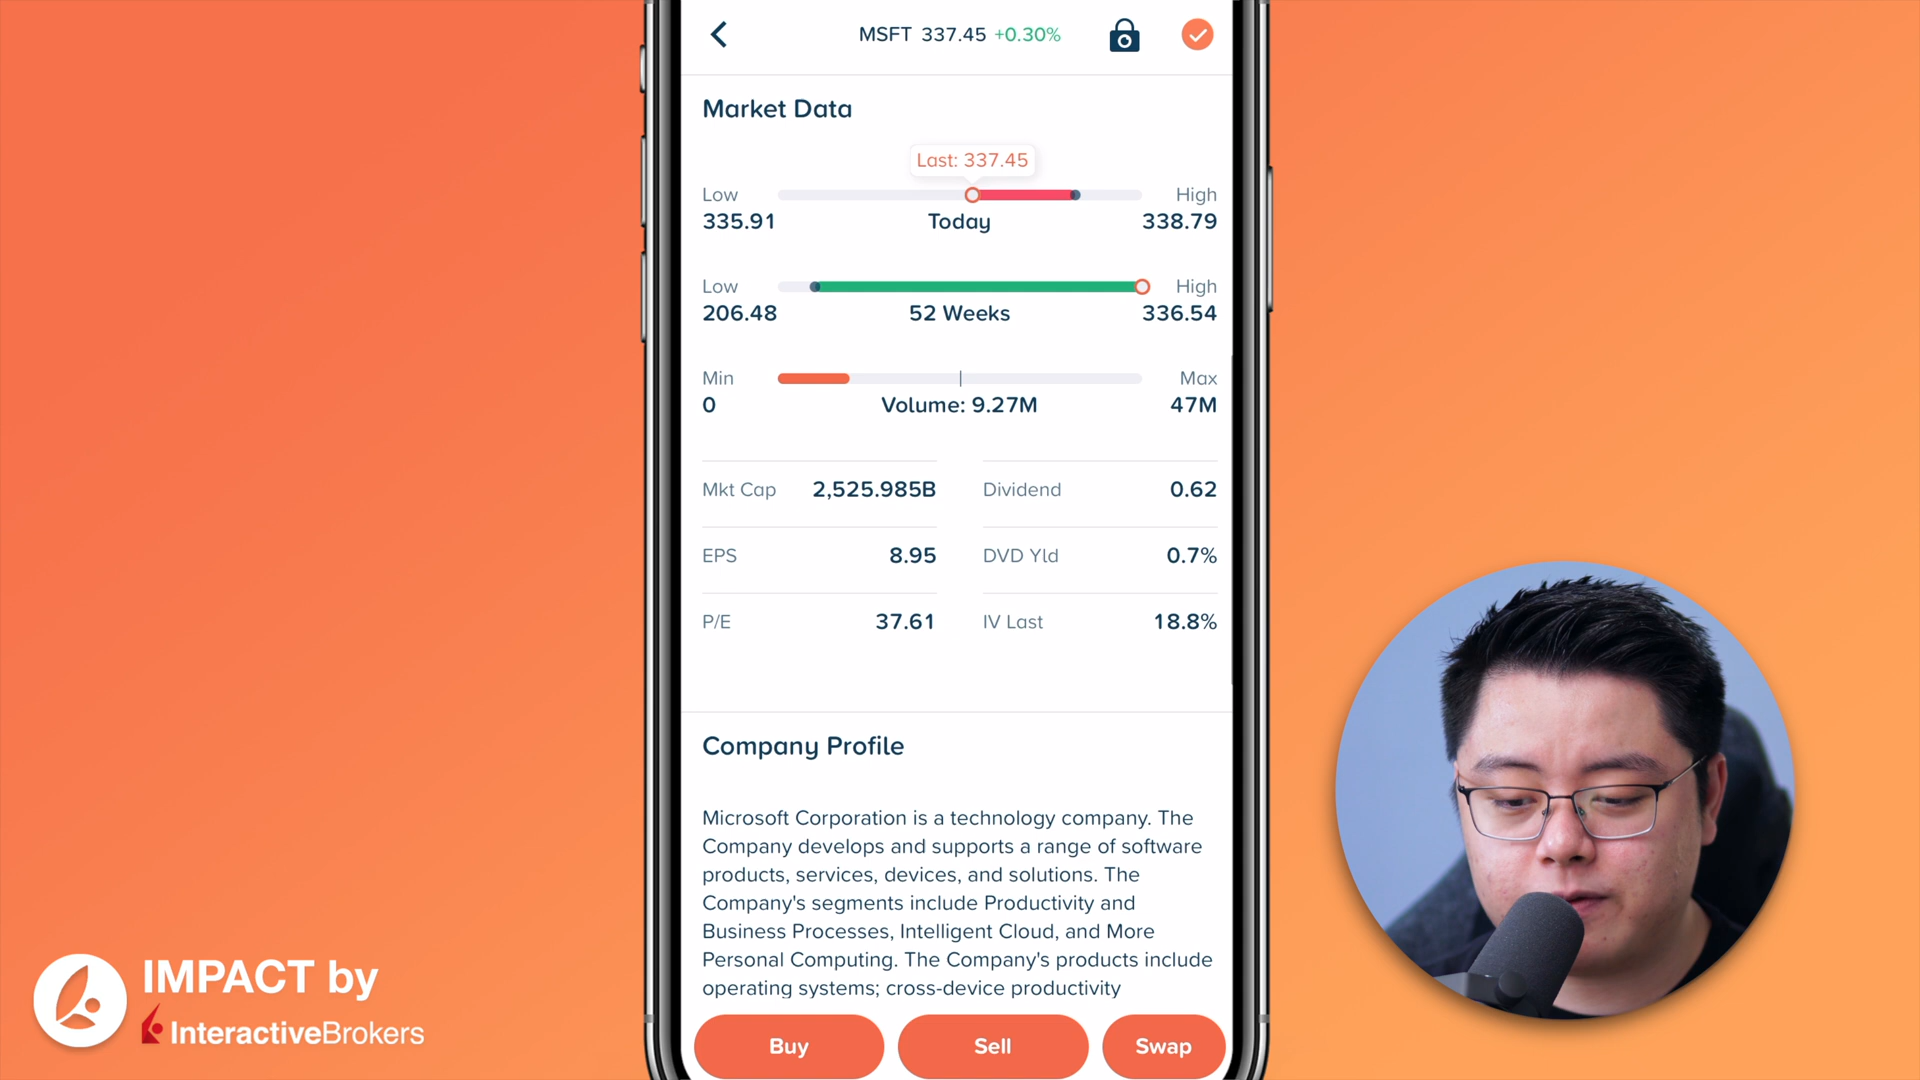 MSFT 337.45 +0.30%
Market Data
Last: 337.45
Low High
335.91 Today 338.79
Low High
206.48 52 Weeks 336.54
Min Max
0 Volume: 9.27M 47M
Mkt Cap 2,525.985B Dividend 0.62
EPS 8.95 DVD Yld 0.7%
P/E 37.61 IV Last 18.8%
Company Profile
Microsoft Corporation is a technology company. The
Company develops and supports a range of software
products, services, devices, and solutions. The
Company's segments include Productivity and
Business Processes, Intelligent Cloud, and More
Personal Computing. The Company's products include
operating systems; cross-device productivity
Buy Sell Swap
IMPACT by
InteractiveBrokers